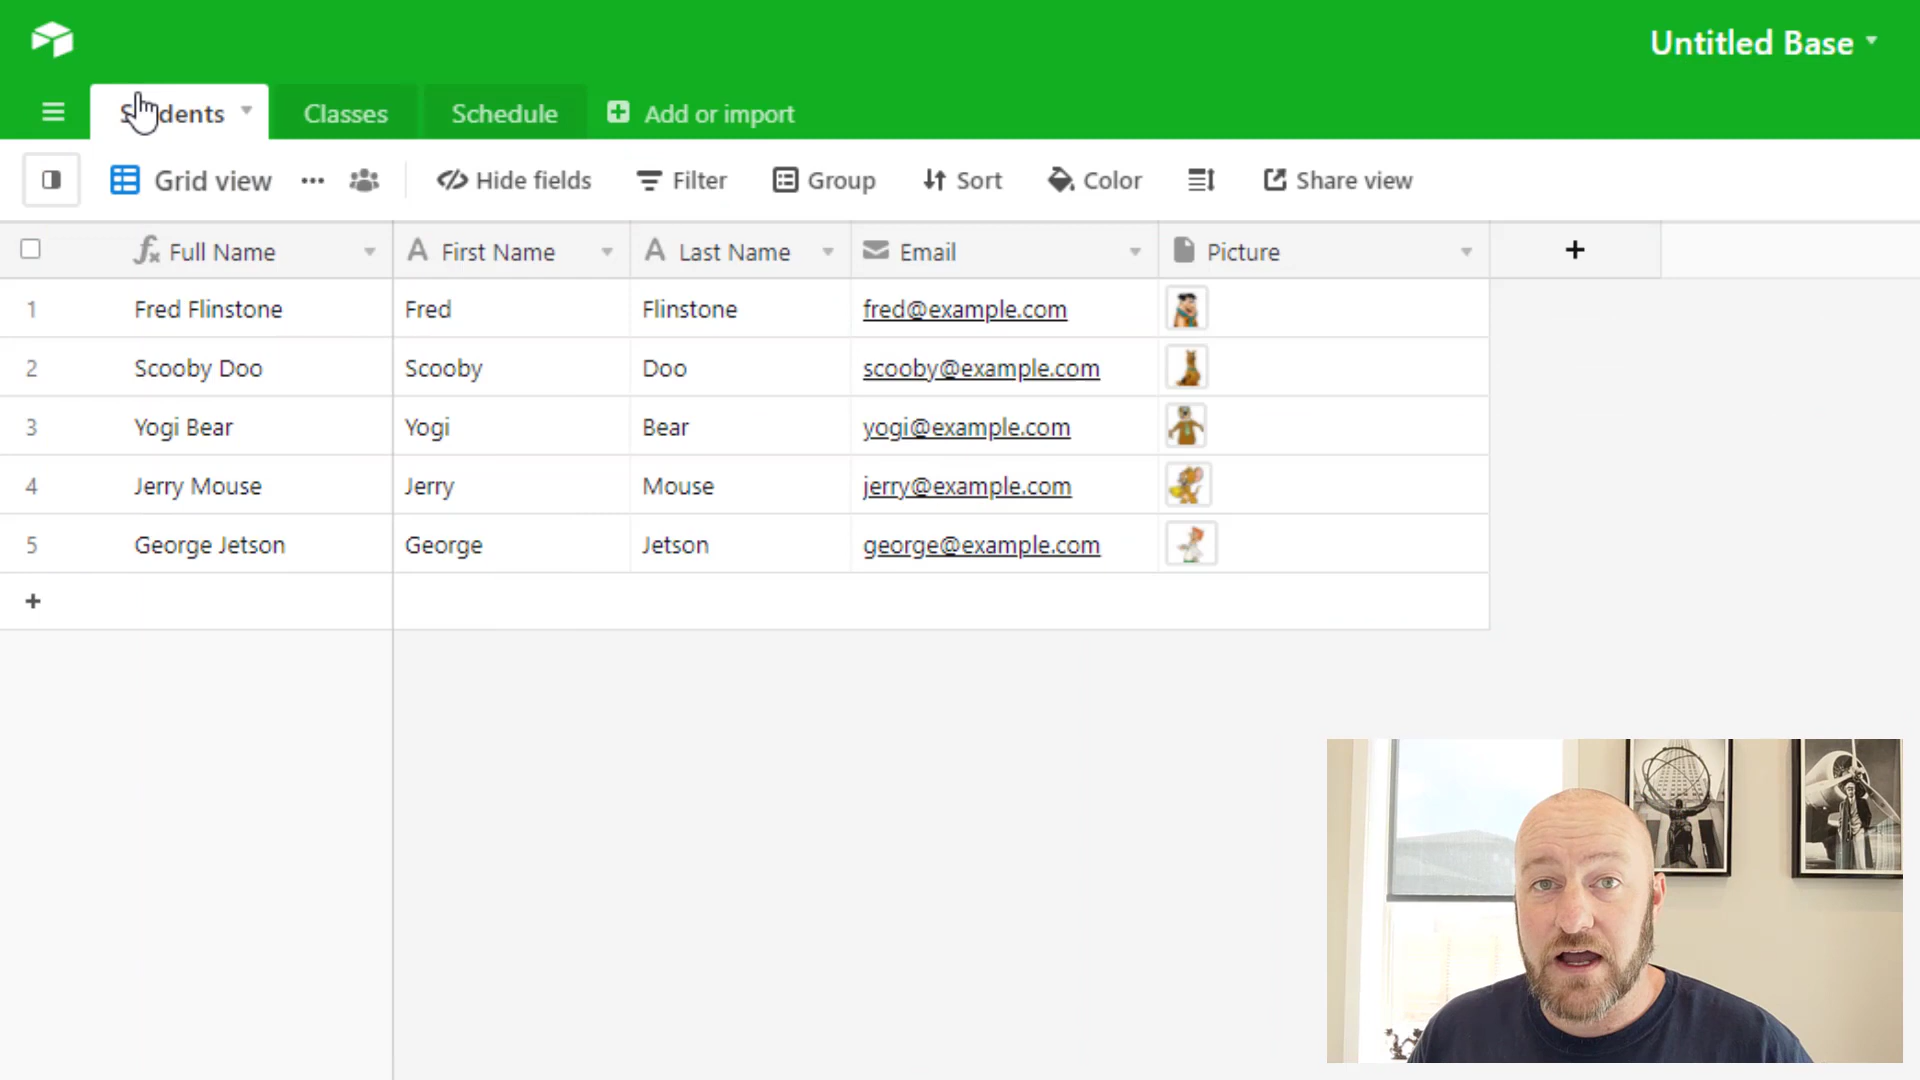 Untitled Base
Students Classes Schedule Add or import
Grid view Hide fields Filter Group Sort Color Share view
Full Name First Name Last Name Email Picture
1 Fred Flinstone Fred Flinstone fred@example.com
2 Scooby Doo Scooby Doo scooby@example.com
3 Yogi Bear Yogi Bear yogi@example.com
4 Jerry Mouse Jerry Mouse jerry@example.com
5 George Jetson George Jetson george@example.com